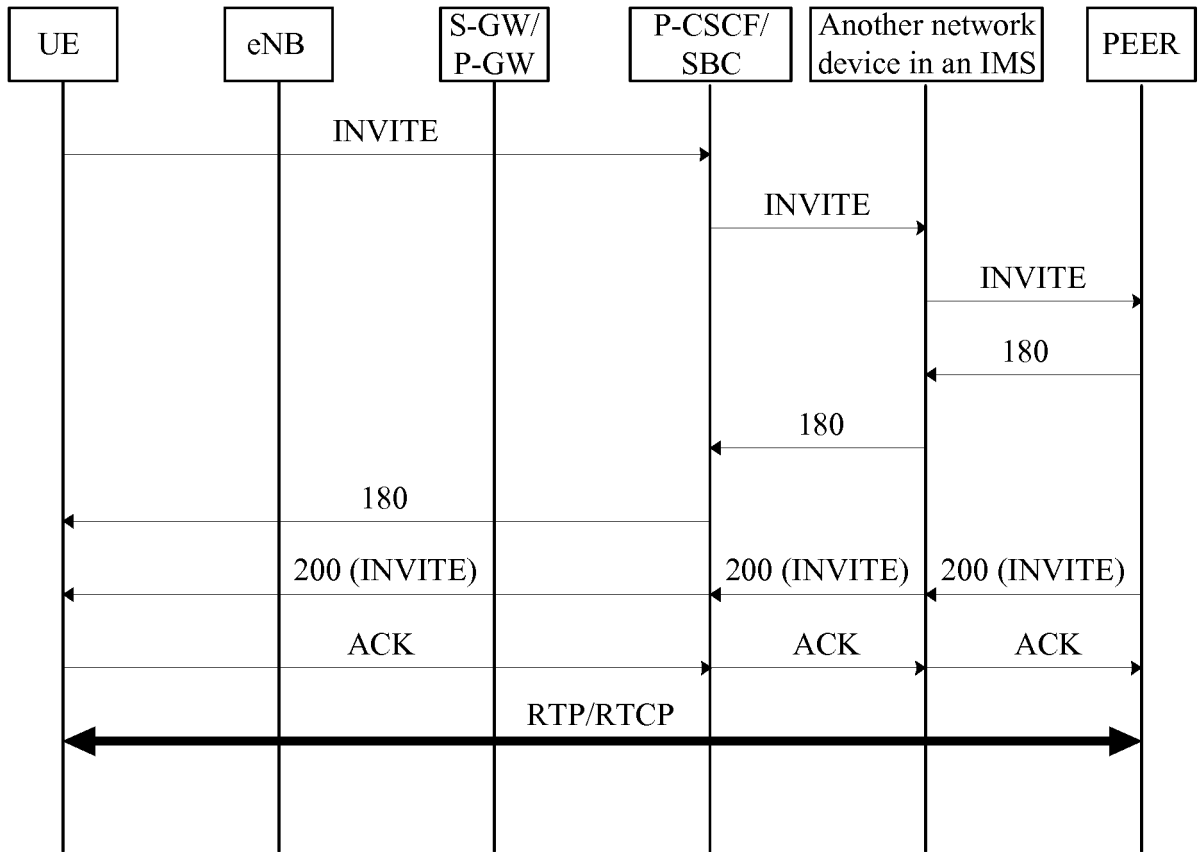 UE
eNB
S-GW/
P-GW
P-CSCF/
SBC
Another network
device in an IMS
PEER
INVITE
INVITE
INVITE
180
180
180
200 (INVITE)
200 (INVITE)
200 (INVITE)
ACK
ACK
ACK
RTP/RTCP